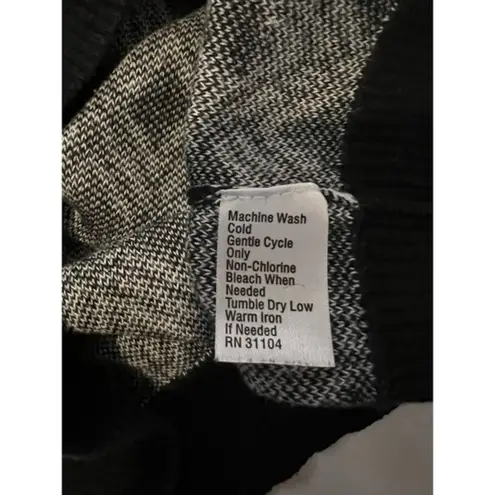 Machine Wash
Cold
Gentle Cycle
Only
Non-Chlorine
Bleach When
Needed
Tumble Dry Low
Warm Iron
If Needed
RN 31104